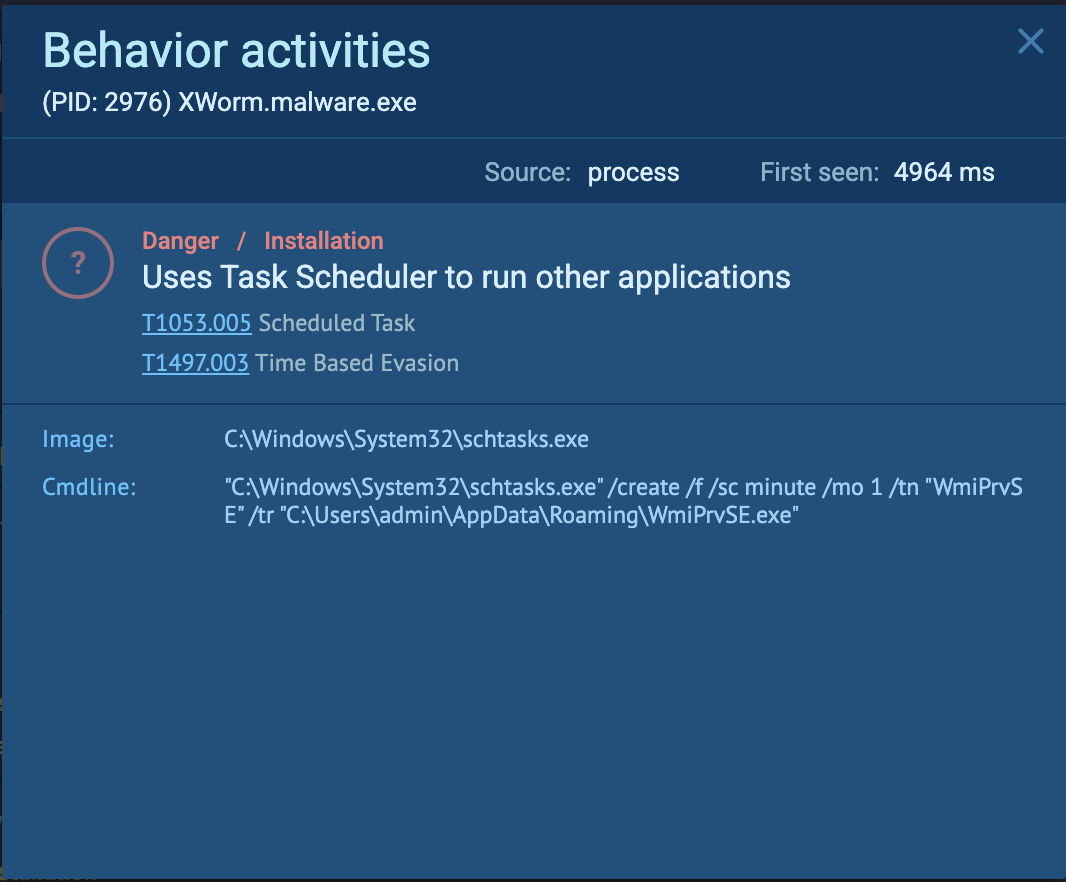 Behavior activities
(PID: 2976) XWorm.malware.exe
Source: process First seen: 4964 ms
?
Danger / Installation
Uses Task Scheduler to run other applications
T1053.005 Scheduled Task
T1497.003 Time Based Evasion
Image: C:\Windows\System32\schtasks.exe
Cmdline: "C:\Windows\System32\schtasks.exe" /create /f /sc minute /mo 1 /tn "WmiPrvS
E" /tr "C:\Users\admin\AppData\Roaming\WmiPrvSE.exe"